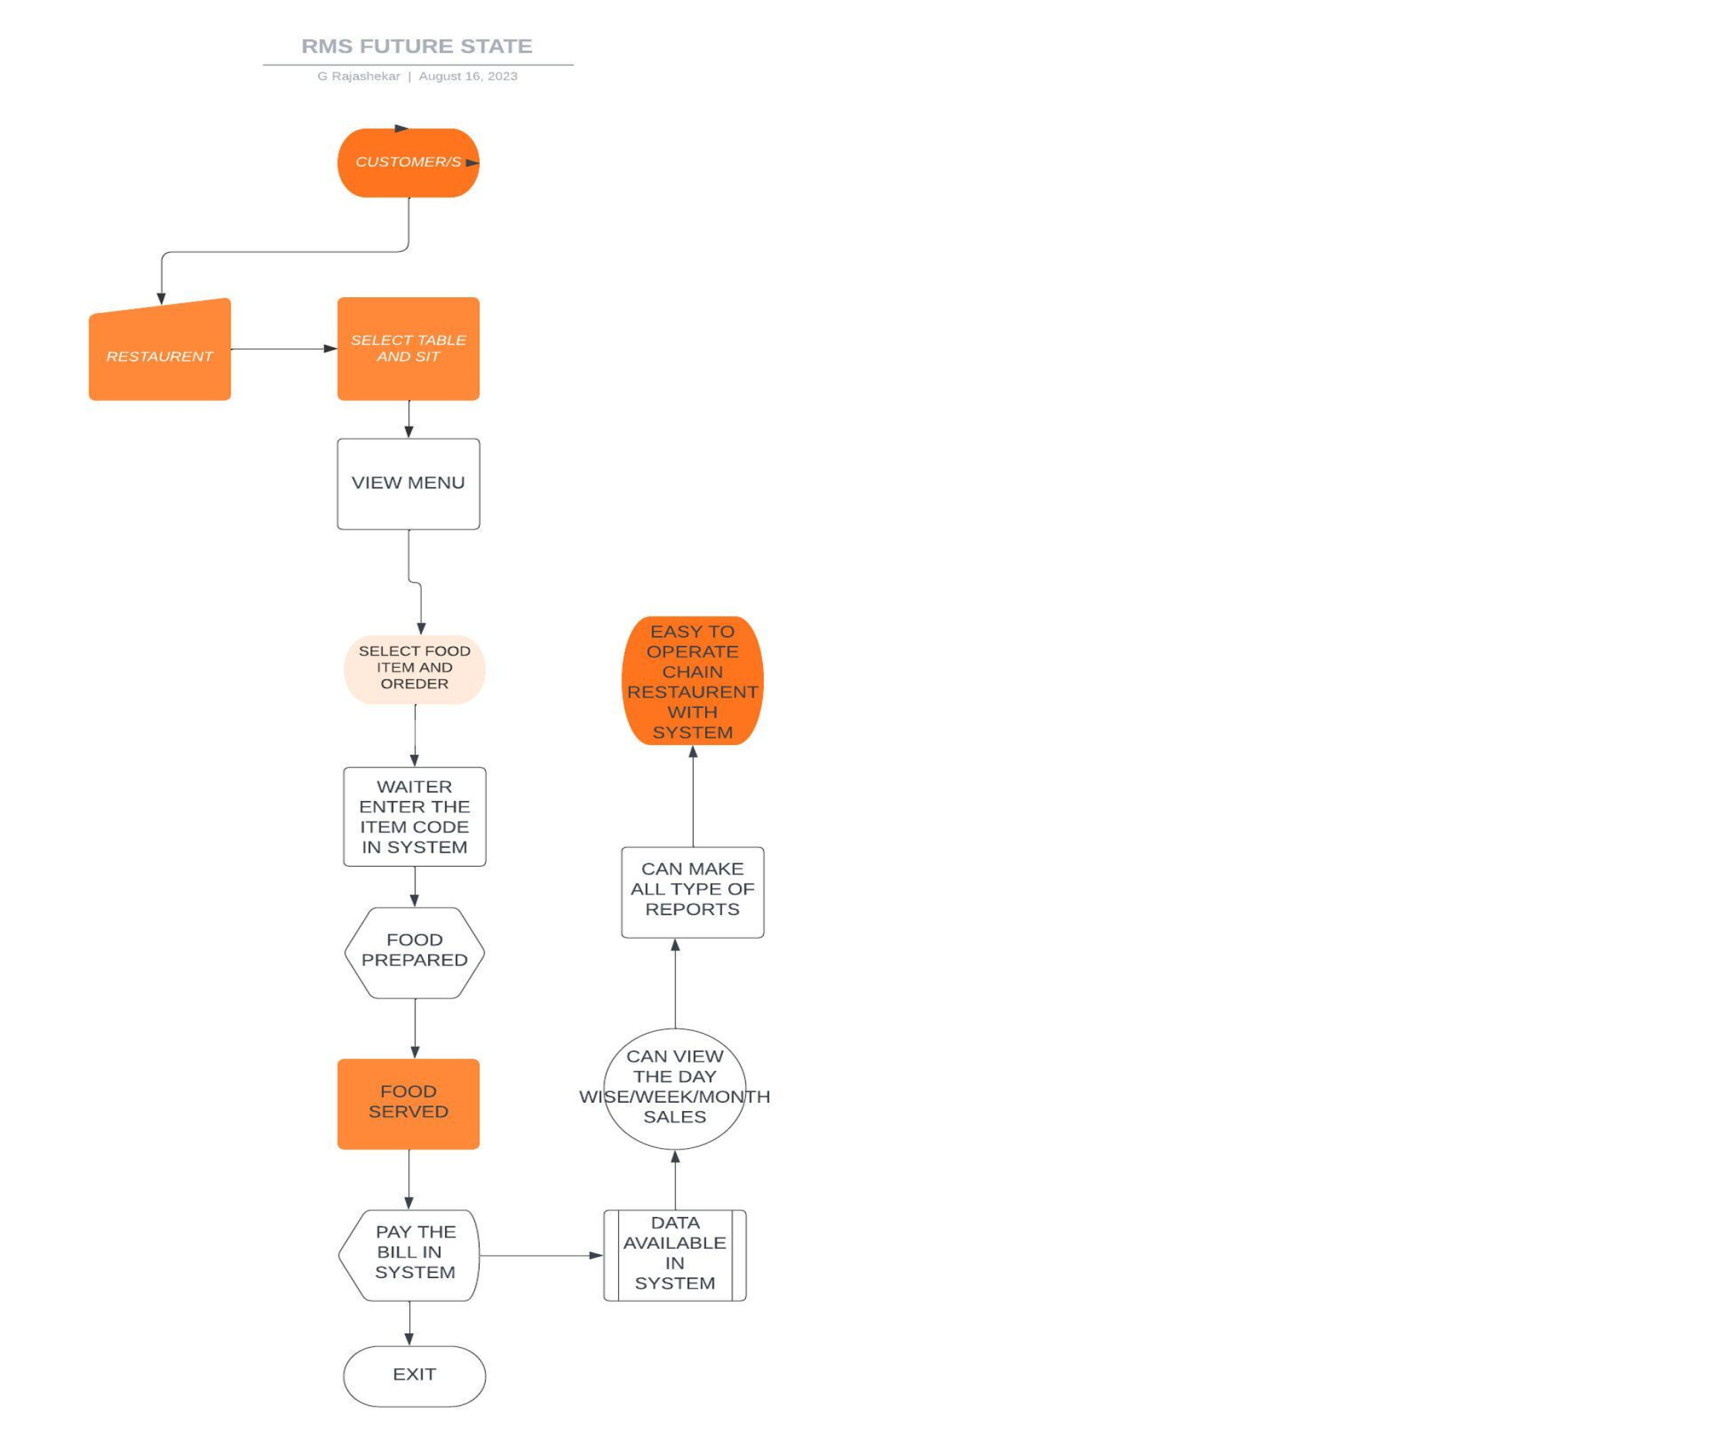 RMS FUTURE STATE
G Rajashekar | August 16, 2023
CUSTOMER/S
RESTAURENT
SELECT TABLE
AND SIT
VIEW MENU
SELECT FOOD
ITEM AND
OREDER
WAITER
ENTER THE
ITEM CODE
IN SYSTEM
FOOD
PREPARED
FOOD
SERVED
PAY THE
BILL IN
SYSTEM
EXIT
DATA
AVAILABLE
IN
SYSTEM
CAN VIEW
THE DAY
WISE/WEEK/MONTH
SALES
CAN MAKE
ALL TYPE OF
REPORTS
EASY TO
OPERATE
CHAIN
RESTAURENT
WITH
SYSTEM